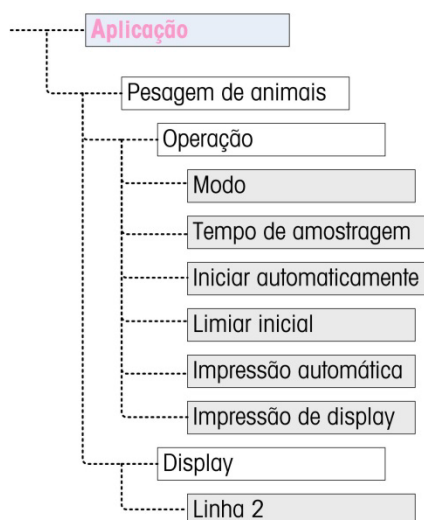 Aplicação
Pesagem de animais
Operação
Modo
Tempo de amostragem
Iniciar automaticamente
Limiar inicial
Impressão automática
Impressão de display
Display
Linha 2